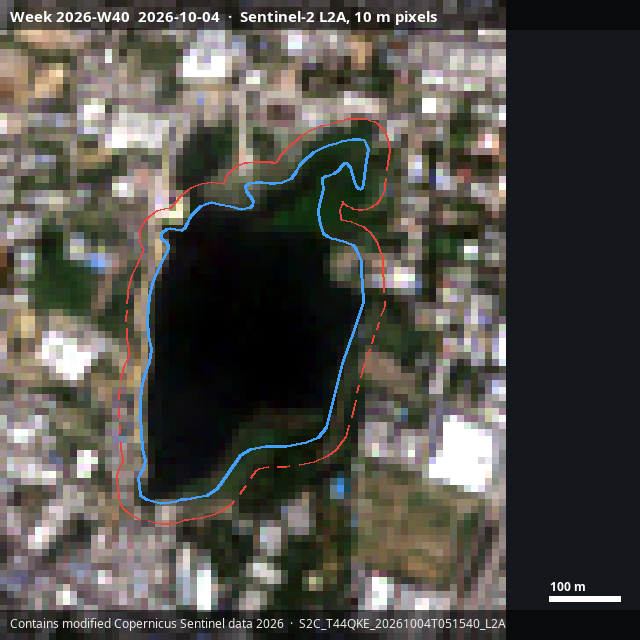 Week 2026-W40  2026-10-04  ·  Sentinel-2 L2A, 10 m pixels
100 m
Contains modified Copernicus Sentinel data 2026  ·  S2C_T44QKE_20261004T051540_L2A